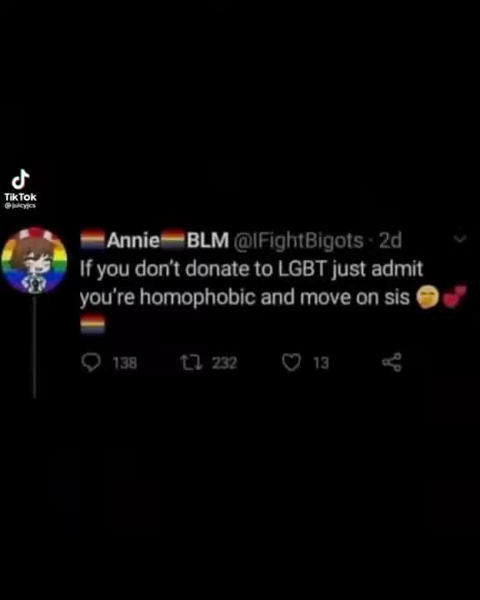 TikTok
@juicyjcs
🏳️‍🌈Annie🏳️‍🌈BLM @IFightBigots · 2d
If you don't donate to LGBT just admit
you're homophobic and move on sis 🤭💕
🏳️‍🌈
138 232 13